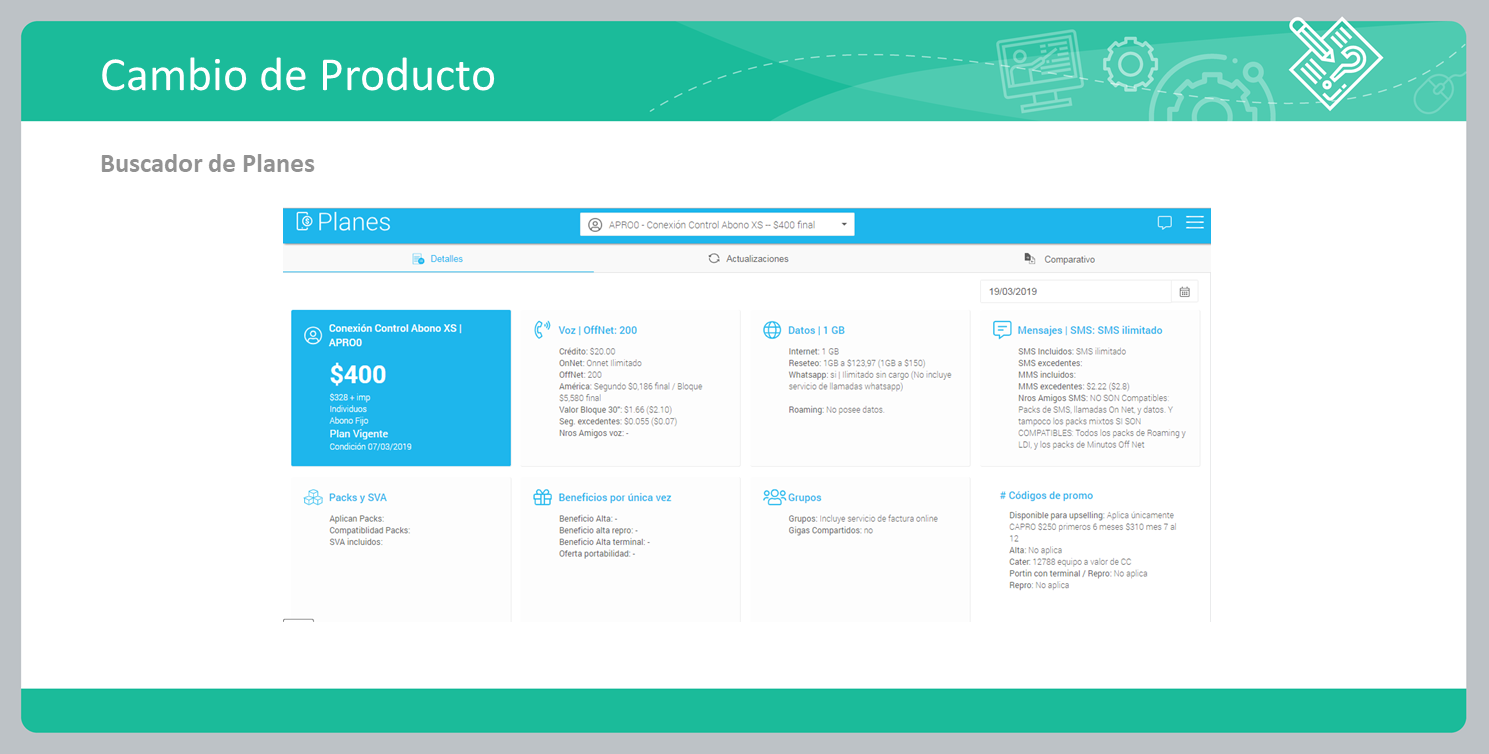 Cambio de Producto
Buscador de Planes
Planes
APRO0 - Conexión Control Abono XS – $400 final
Detalles
Actualizaciones
Comparativo
19/03/2019
Conexión Control Abono XS |
APRO0
$400
$328 + imp
Individuos
Abono Fijo
Plan Vigente
Condición 07/03/2019
Voz | OffNet: 200
Crédito: $20.00
OnNet: Onnet Ilimitado
OffNet: 200
América: Segundo $0,186 final / Bloque
$5,580 final
Valor Bloque 30": $1.66 ($2.10)
Seg. excedentes: $0.055 ($0.07)
Nros Amigos voz: -
Datos | 1 GB
Internet: 1 GB
Reseteo: 1GB a $123,97 (1GB a $150)
Whatsapp: si | Ilimitado sin cargo (No incluye
servicio de llamadas whatsapp)
Roaming: No posee datos.
Mensajes | SMS: SMS ilimitado
SMS Incluidos: SMS ilimitado
SMS excedentes:
MMS incluidos:
MMS excedentes: $2.22 ($2.8)
Nros Amigos SMS: NO SON Compatibles:
Packs de SMS, llamadas On Net, y datos. Y
tampoco los packs mixtos SI SON
COMPATIBLES: Todos los packs de Roaming y
LDI, y los packs de Minutos Off Net
Packs y SVA
Aplican Packs:
Compatiblidad Packs:
SVA incluidos:
Beneficios por única vez
Beneficio Alta: -
Beneficio alta repro: -
Beneficio Alta terminal: -
Oferta portabilidad: -
Grupos
Grupos: Incluye servicio de factura online
Gigas Compartidos: no
# Códigos de promo
Disponible para upselling: Aplica únicamente
CAPRO $250 primeros 6 meses $310 mes 7 al
12
Alta: No aplica
Cater: 12788 equipo a valor de CC
Portin con terminal / Repro: No aplica
Repro: No aplica